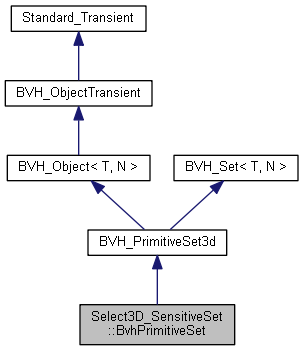 Standard_Transient
BVH_ObjectTransient
BVH_Object< T, N >
BVH_Set< T, N >
BVH_PrimitiveSet3d
Select3D_SensitiveSet
::BvhPrimitiveSet